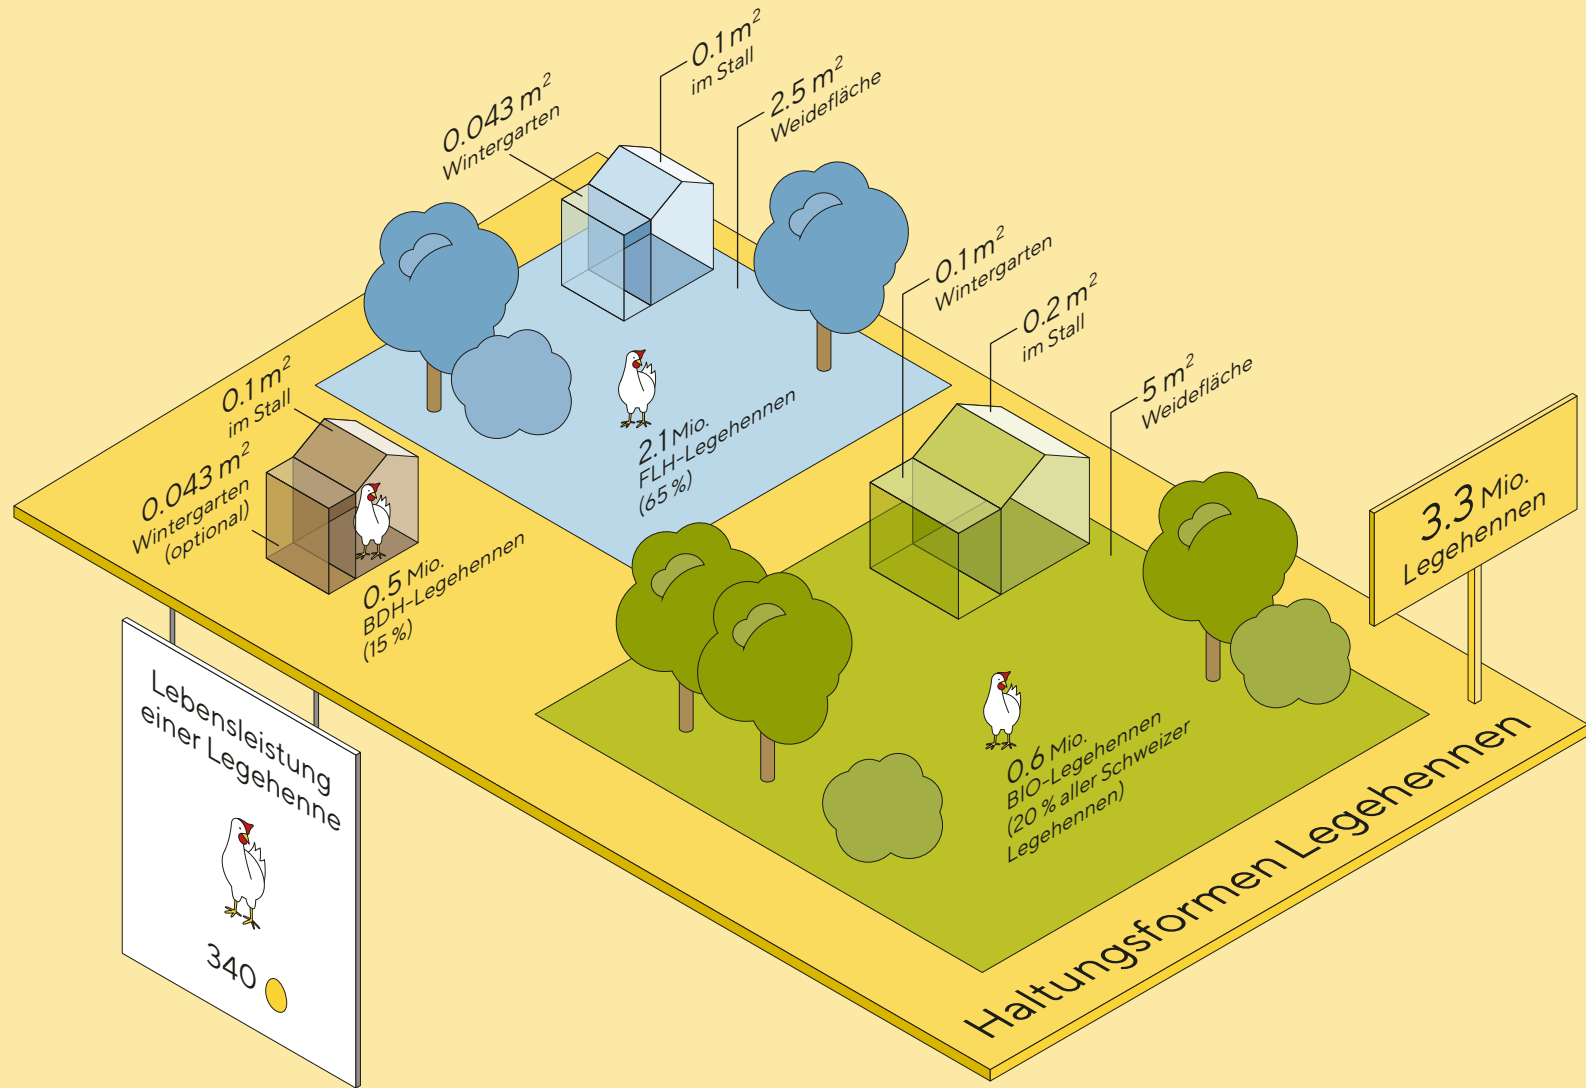 0.1 m²
im Stall
2.5 m²
Weidefläche
0.043 m²
Wintergarten
0.1 m²
Wintergarten
0.2 m²
im Stall
5 m²
Weidefläche
0.1 m²
im Stall
0.043 m²
Wintergarten
(optional)
2.1 Mio.
FLH-Legehennen
(65 %)
0.5 Mio.
BDH-Legehennen
(15 %)
3.3 Mio.
Legehennen
0.6 Mio.
BIO-Legehennen
(20 % aller Schweizer
Legehennen)
Lebensleistung
einer Legehenne
340
Haltungsformen Legehennen